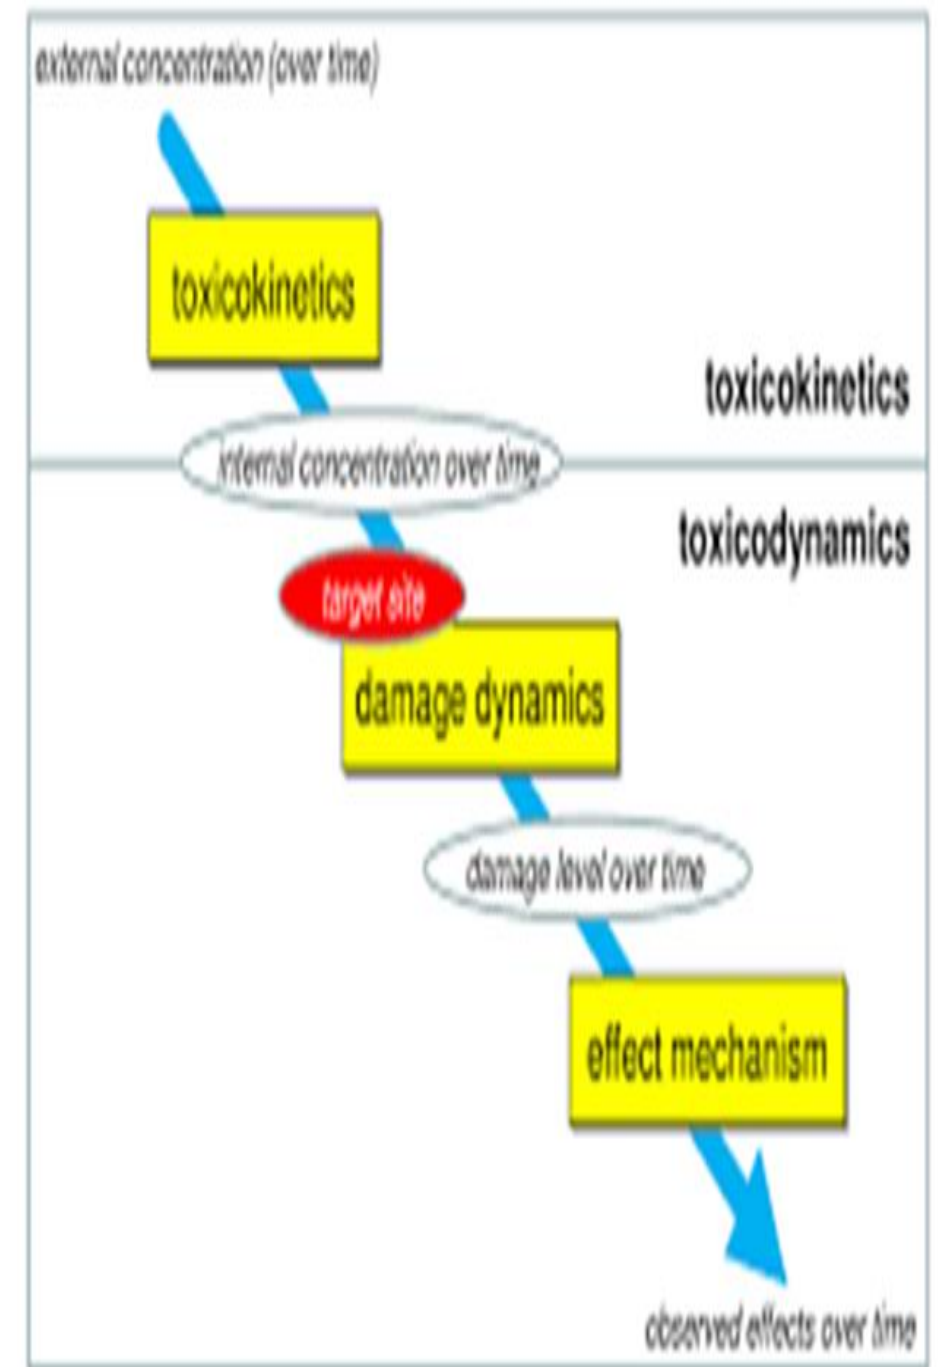 external concentration (over time)
toxicokinetics
toxicokinetics
internal concentration over time
toxicodynamics
target site
damage dynamics
damage level over time
effect mechanism
observed effects over time